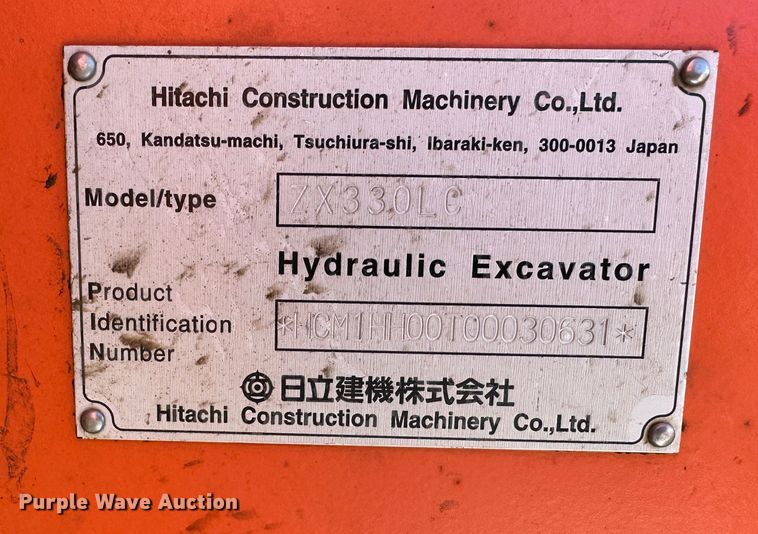 Hitachi Construction Machinery Co.,Ltd.
650, Kandatsu-machi, Tsuchiura-shi, Ibaraki-ken, 300-0013 Japan
Model/type ZX330LC
Hydraulic Excavator
Product
Identification *HCM1HH00T00030631*
Number
日立建機株式会社
Hitachi Construction Machinery Co.,Ltd.
Purple Wave Auction